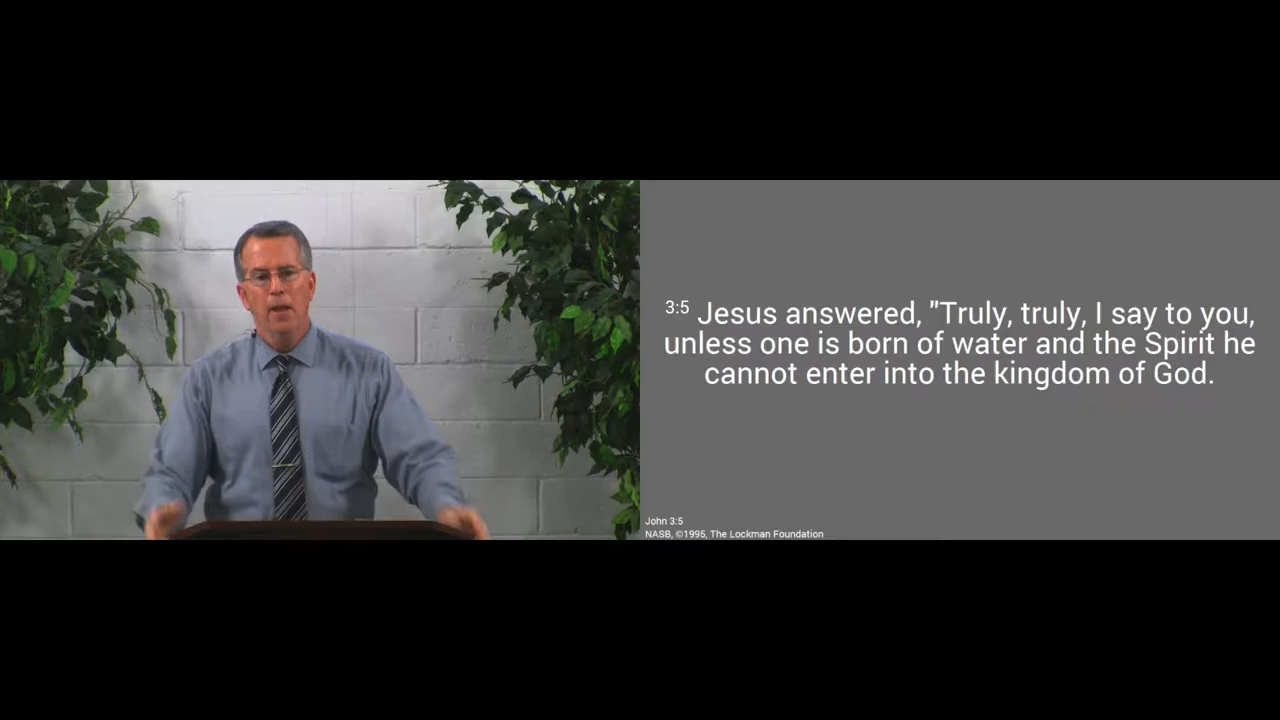 3:5 Jesus answered, "Truly, truly, I say to you,
unless one is born of water and the Spirit he
cannot enter into the kingdom of God.
John 3:5
NASB, ©1995, The Lockman Foundation